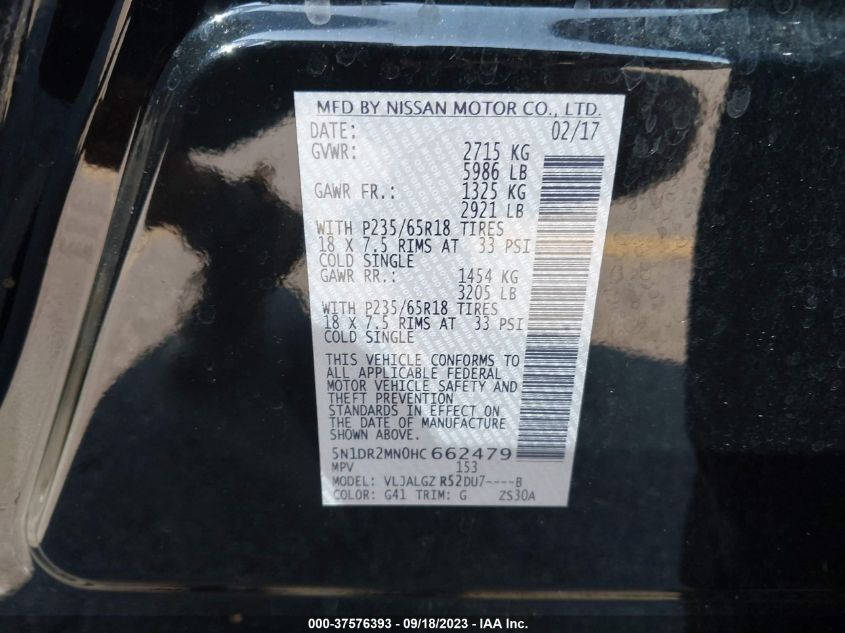 MFD BY NISSAN MOTOR CO., LTD.
DATE: 02/17
GVWR: 2715 KG
5986 LB
GAWR FR.: 1325 KG
2921 LB
WITH P235/65R18 TIRES
18 X 7.5 RIMS AT 33 PSI
COLD SINGLE
GAWR RR.: 1454 KG
3205 LB
WITH P235/65R18 TIRES
18 X 7.5 RIMS AT 33 PSI
COLD SINGLE
THIS VEHICLE CONFORMS TO
ALL APPLICABLE FEDERAL
MOTOR VEHICLE SAFETY AND
THEFT PREVENTION
STANDARDS IN EFFECT ON
THE DATE OF MANUFACTURE
SHOWN ABOVE.
5N1DR2MN0HC662479
MPV 153
MODEL: VLJALGZ R52DU7----B
COLOR: G41 TRIM: G ZS30A
000-37576393 - 09/18/2023 - IAA Inc.